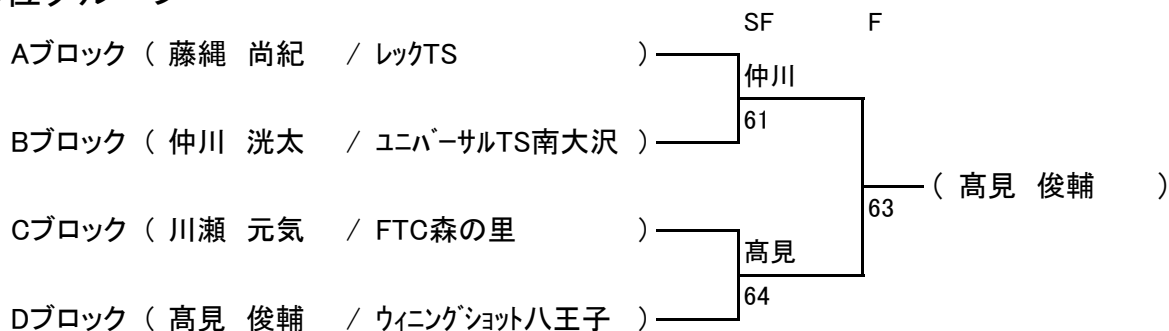 位グループ
SF F
Aブロック （ 藤縄 尚紀 / ﾚｯｸTS ）
仲川
61
Bブロック （ 仲川 洸太 / ﾕﾆﾊﾞｰｻﾙTS南大沢 ）
（ 髙見 俊輔 ）
63
Cブロック （ 川瀬 元気 / FTC森の里 ）
髙見
64
Dブロック （ 髙見 俊輔 / ｳｨﾆﾝｸﾞｼｮｯﾄ八王子 ）